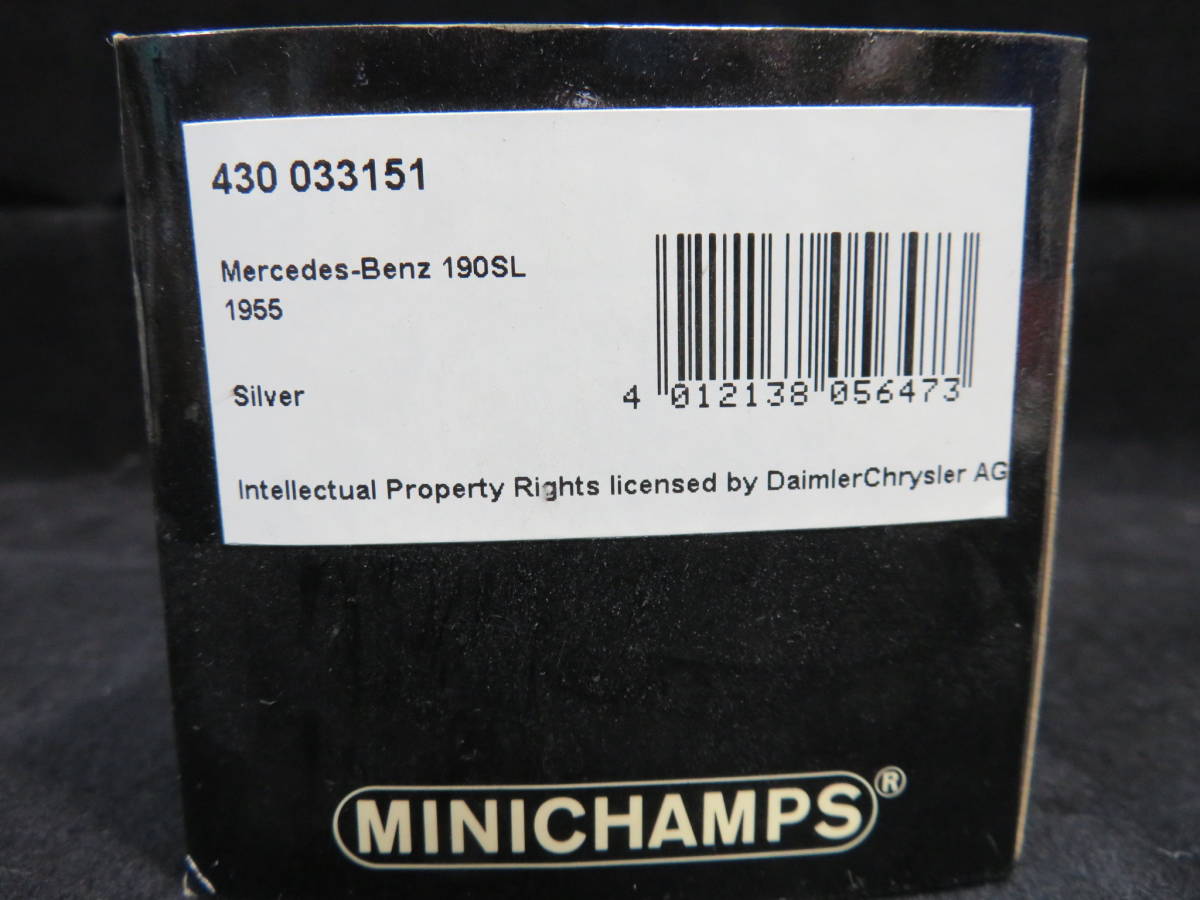 430 033151
Mercedes-Benz 190SL
1955
Silver
4 012138 056473
Intellectual Property Rights licensed by DaimlerChrysler AG
MINICHAMPS®